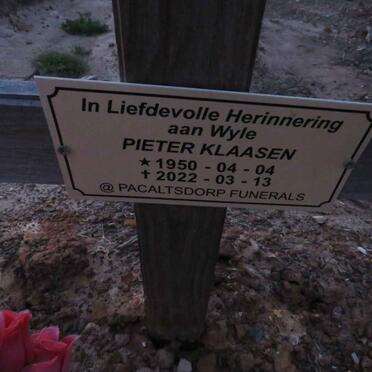 In Liefdevolle Herinnering
aan Wyle
PIETER KLAASEN
★ 1950 - 04 - 04
✝ 2022 - 03 - 13
@ PACALTSDORP FUNERALS